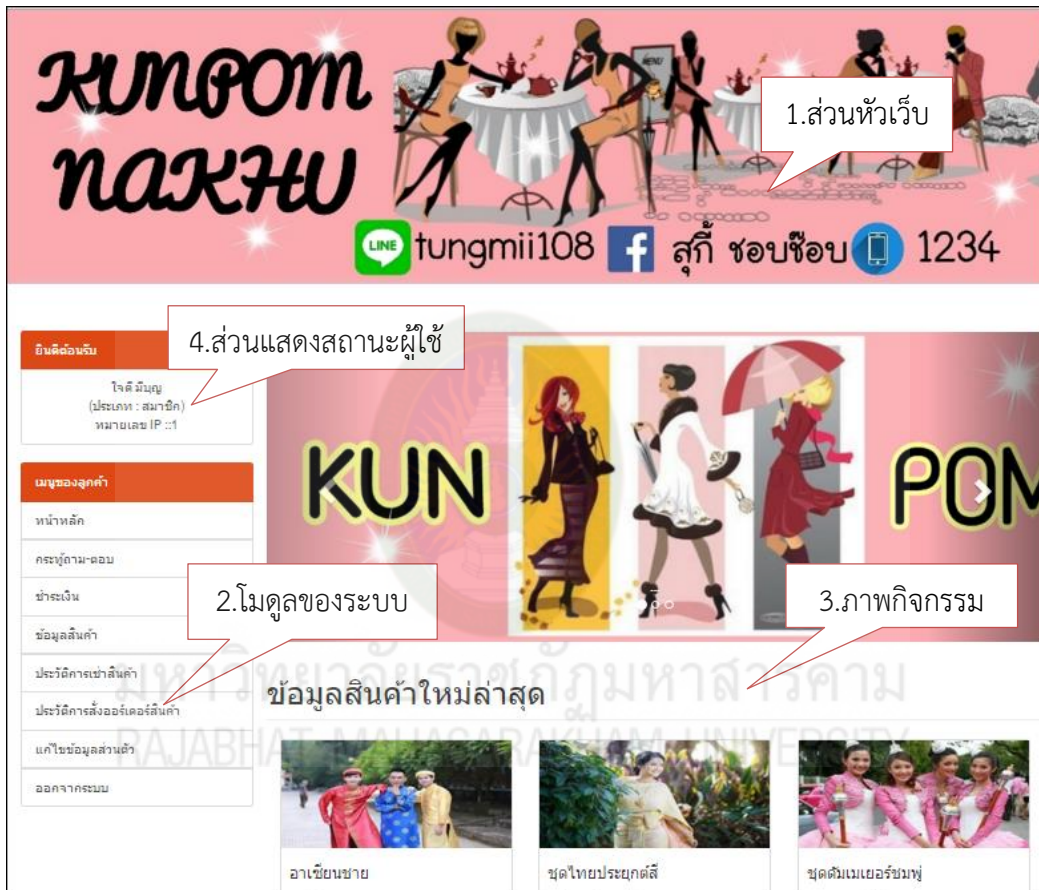 KUNPOM
NAKHU
MENU
1.ส่วนหัวเว็บ
LINE tungmii108 f สุกี้ ชอบช๊อบ 1234
4.ส่วนแสดงสถานะผู้ใช้
ยินดีต้อนรับ
ใจดี มีบุญ
(ประเภท : สมาชิก)
หมายเลข IP ::1
KUN POM
เมนูของลูกค้า
หน้าหลัก
กระทู้ถาม-ตอบ
ชำระเงิน
2.โมดูลของระบบ
3.ภาพกิจกรรม
ข้อมูลสินค้า
ประวัติการเช่าสินค้า
ประวัติการสั่งออร์เดอร์สินค้า
แก้ไขข้อมูลส่วนตัว
ออกจากระบบ
มหาวิทยาลัยราชภัฏมหาสารคาม
RAJABHAT MAHASARAKHAM UNIVERSITY
ข้อมูลสินค้าใหม่ล่าสุด
อาเซียนชาย
ชุดไทยประยุกต์สี
ชุดดัมเมเยอร์ชมพู่